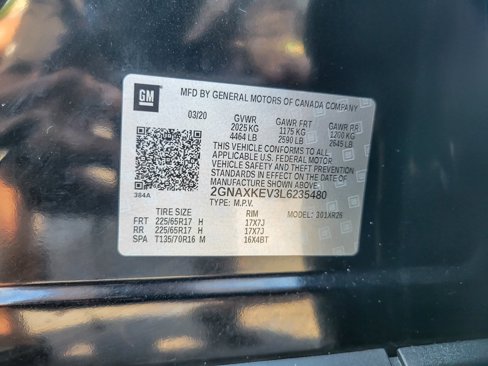 GM
MFD BY GENERAL MOTORS OF CANADA COMPANY
03/20 GVWR GAWR FRT GAWR RR
2025 KG 1175 KG 1200 KG
4464 LB 2590 LB 2645 LB
THIS VEHICLE CONFORMS TO ALL
APPLICABLE U.S. FEDERAL MOTOR
VEHICLE SAFETY AND THEFT PREVENTION
STANDARDS IN EFFECT ON THE DATE OF
MANUFACTURE SHOWN ABOVE.
2GNAXKEV3L6235480
384A TYPE: M.P.V.
TIRE SIZE RIM MODEL: 301XR26
FRT 225/65R17 H 17X7J
RR 225/65R17 H 17X7J
SPA T135/70R16 M 16X4BT